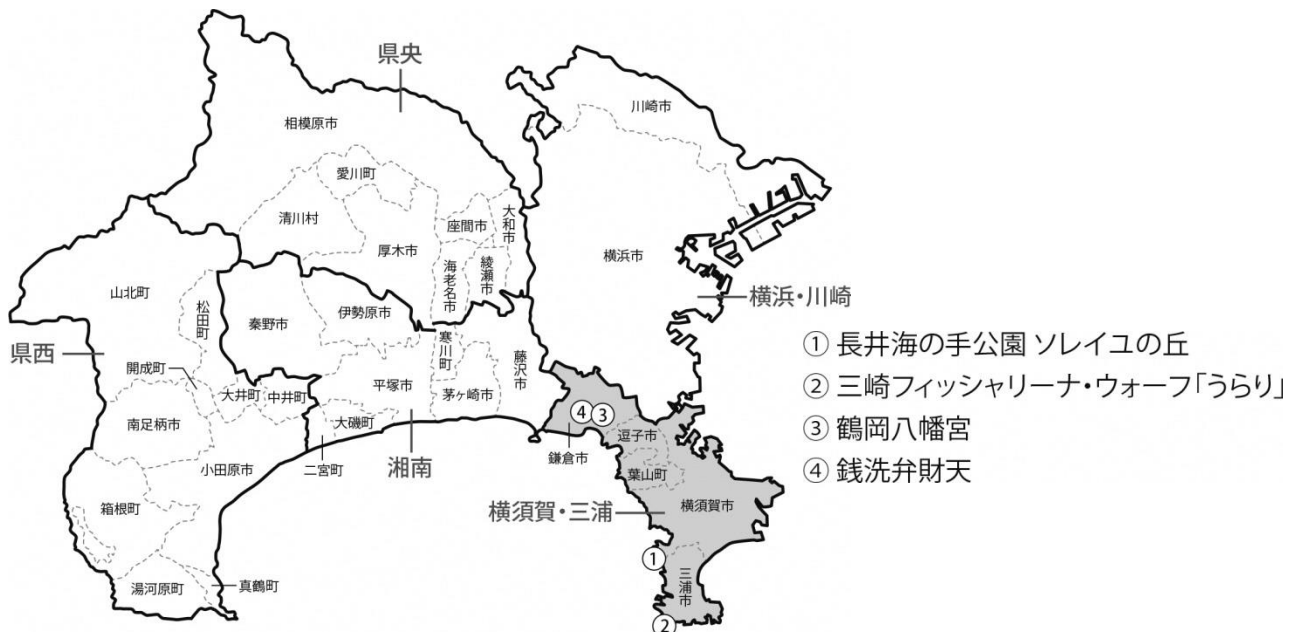 県央
川崎市
相模原市
愛川町
清川村
座間市
大和市
厚木市
海老名市
綾瀬市
横浜市
山北町
松田町
秦野市
伊勢原市
寒川町
藤沢市
横浜・川崎
県西
開成町
大井町
中井町
平塚市
茅ヶ崎市
南足柄市
大磯町
小田原市
二宮町
湘南
鎌倉市
④
③
逗子市
葉山町
箱根町
横須賀・三浦
横須賀市
①
三浦市
湯河原町
真鶴町
②
① 長井海の手公園 ソレイユの丘
② 三崎フィッシャリーナ・ウォーフ「うらり」
③ 鶴岡八幡宮
④ 銭洗弁財天